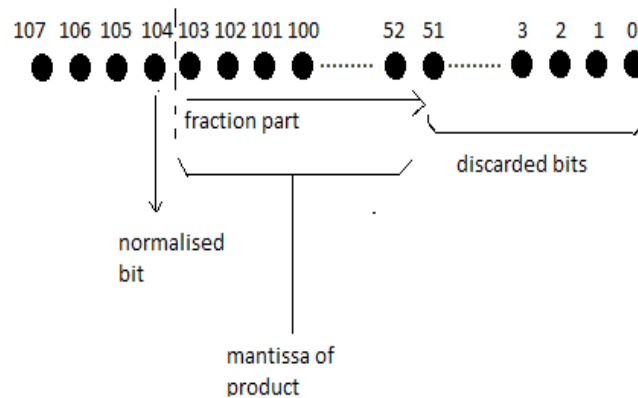 107 106 105 104 103 102 101 100 52 51 3 2 1 0
fraction part
discarded bits
normalised
bit
mantissa of
product